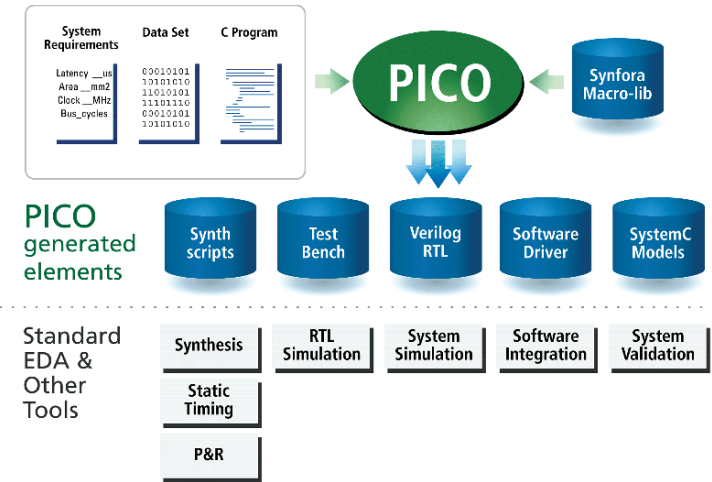 System
Requirements
Data Set
C Program
Latency __us
Area __mm2
Clock __MHz
Bus_cycles
00010101
10101010
11010101
11101110
00010101
10101010
PICO
Synfora
Macro-lib
PICO
generated
elements
Synth
scripts
Test
Bench
Verilog
RTL
Software
Driver
SystemC
Models
Standard
EDA &
Other
Tools
Synthesis
RTL
Simulation
System
Simulation
Software
Integration
System
Validation
Static
Timing
P&R